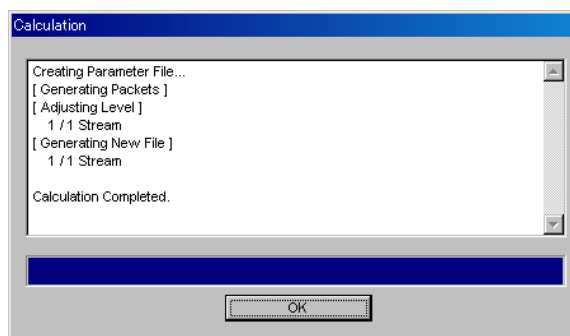 Calculation
Creating Parameter File...
[ Generating Packets ]
[ Adjusting Level ]
1 / 1 Stream
[ Generating New File ]
1 / 1 Stream
Calculation Completed.
OK